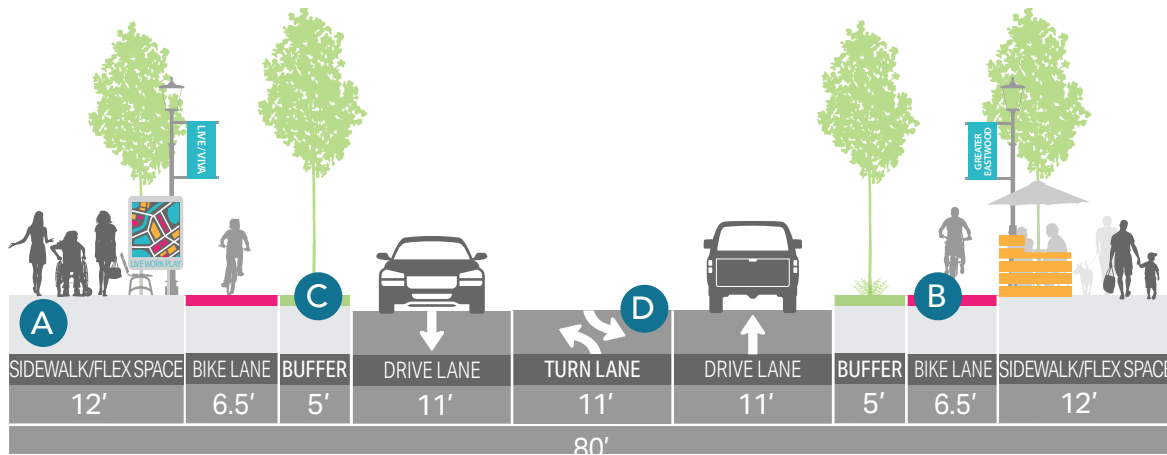 LIVE / VIVA
GREATER
EASTWOOD
LIVE WORK PLAY
A
C
D
B
SIDEWALK/FLEX SPACE
BIKE LANE
BUFFER
DRIVE LANE
TURN LANE
DRIVE LANE
BUFFER
BIKE LANE
SIDEWALK/FLEX SPACE
12′
6.5′
5′
11′
11′
11′
5′
6.5′
12′
80′